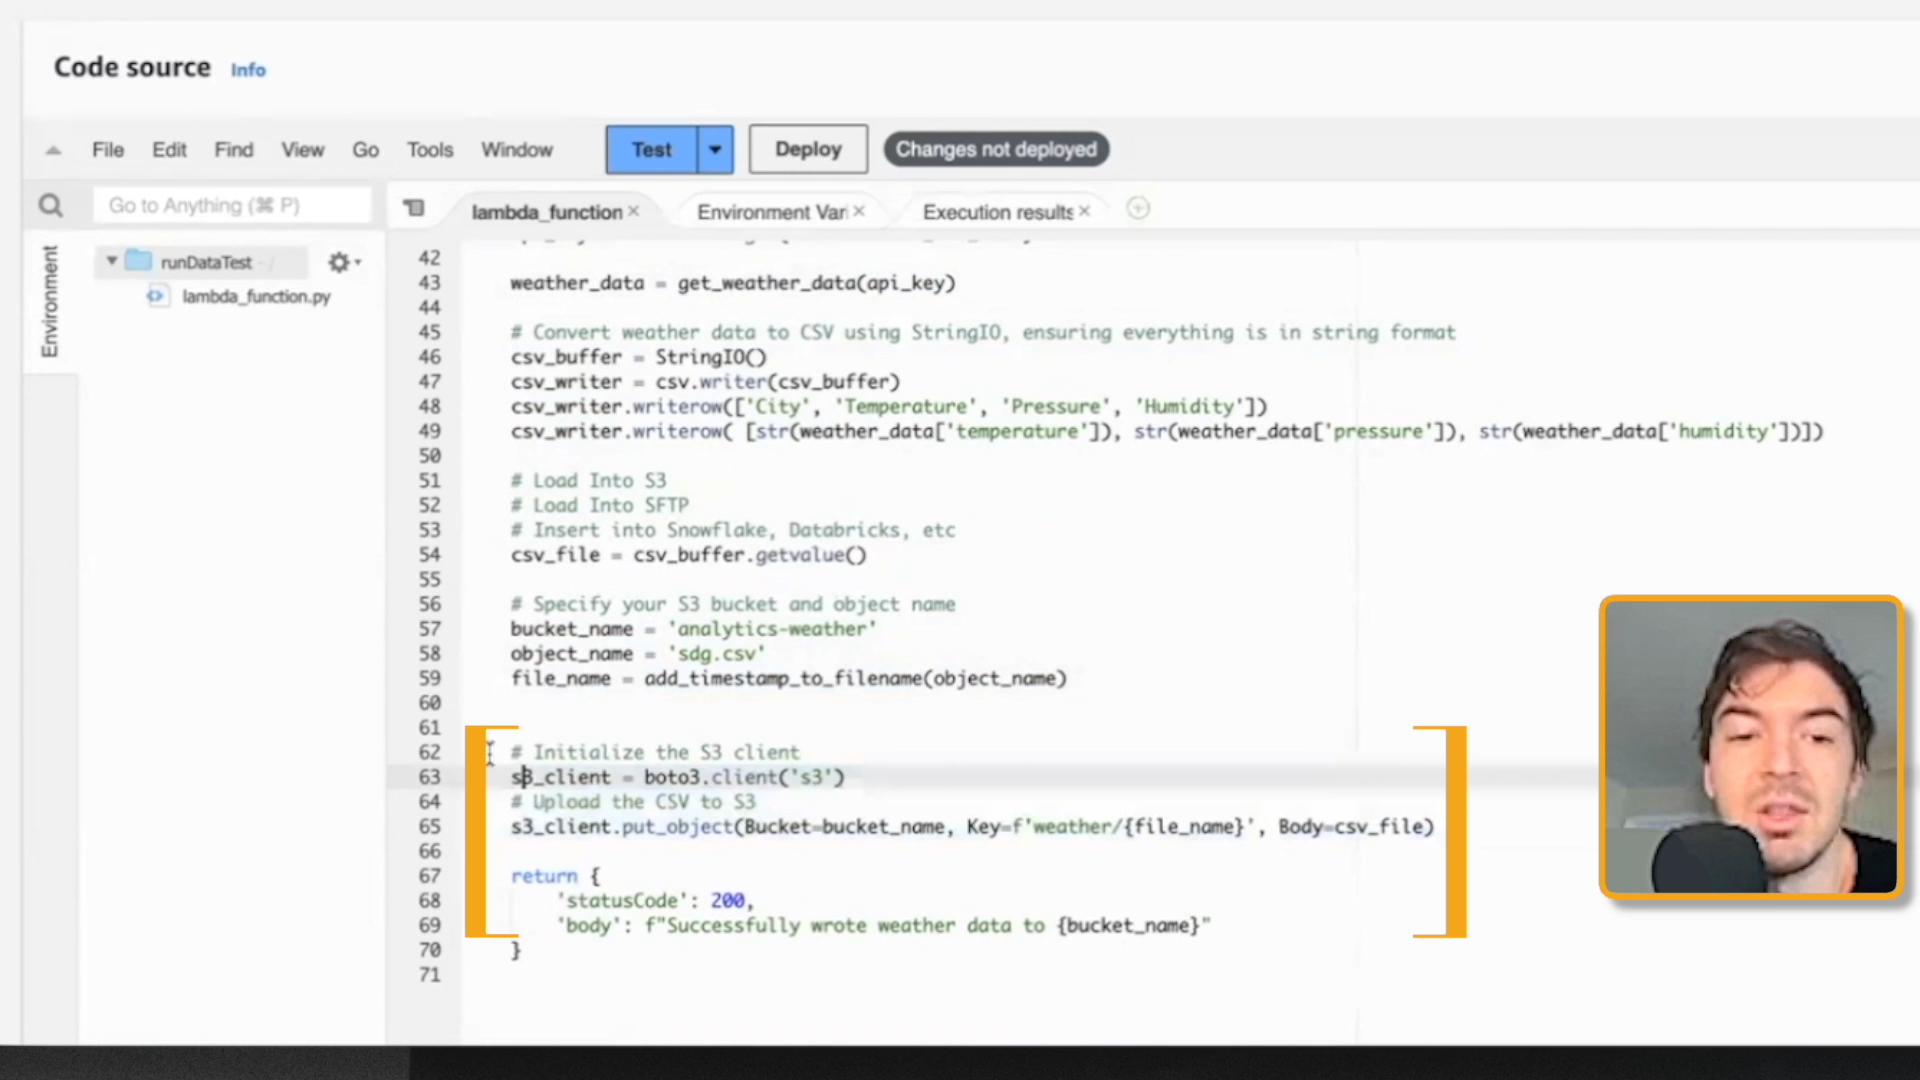 Code source Info
File Edit Find View Go Tools Window Test Deploy Changes not deployed
Go to Anything (⌘ P)
lambda_function × Environment Vari × Execution results ×
Environment
runDataTest - /
lambda_function.py
42
43 weather_data = get_weather_data(api_key)
44
45 # Convert weather data to CSV using StringIO, ensuring everything is in string format
46 csv_buffer = StringIO()
47 csv_writer = csv.writer(csv_buffer)
48 csv_writer.writerow(['City', 'Temperature', 'Pressure', 'Humidity'])
49 csv_writer.writerow( [str(weather_data['temperature']), str(weather_data['pressure']), str(weather_data['humidity'])])
50
51 # Load Into S3
52 # Load Into SFTP
53 # Insert into Snowflake, Databricks, etc
54 csv_file = csv_buffer.getvalue()
55
56 # Specify your S3 bucket and object name
57 bucket_name = 'analytics-weather'
58 object_name = 'sdg.csv'
59 file_name = add_timestamp_to_filename(object_name)
60
61
62 # Initialize the S3 client
63 s3_client = boto3.client('s3')
64 # Upload the CSV to S3
65 s3_client.put_object(Bucket=bucket_name, Key=f'weather/{file_name}', Body=csv_file)
66
67 return {
68 'statusCode': 200,
69 'body': f"Successfully wrote weather data to {bucket_name}"
70 }
71